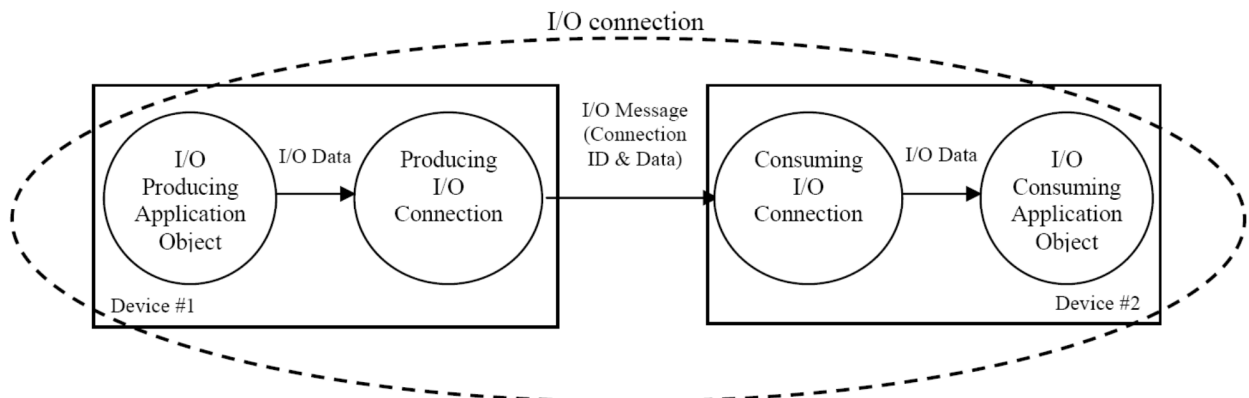 I/O connection
I/O
Producing
Application
Object
I/O Data
Producing
I/O
Connection
Device #1
I/O Message
(Connection
ID & Data)
Consuming
I/O
Connection
I/O Data
I/O
Consuming
Application
Object
Device #2